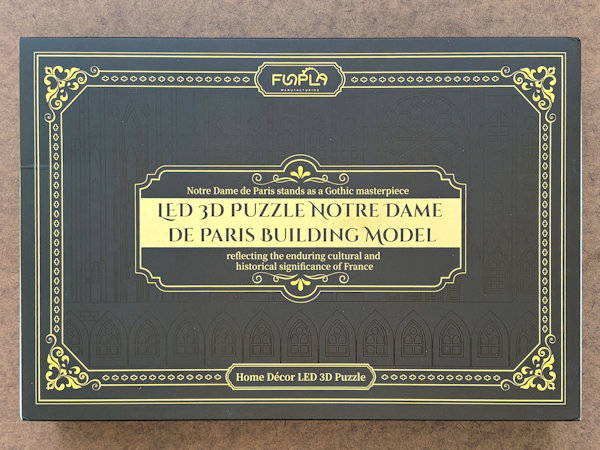 FUNPLA
MANUFACTURING
Notre Dame de Paris stands as a Gothic masterpiece
LED 3D PUZZLE NOTRE DAME
DE PARIS BUILDING MODEL
reflecting the enduring cultural and
historical significance of France
Home Décor LED 3D Puzzle